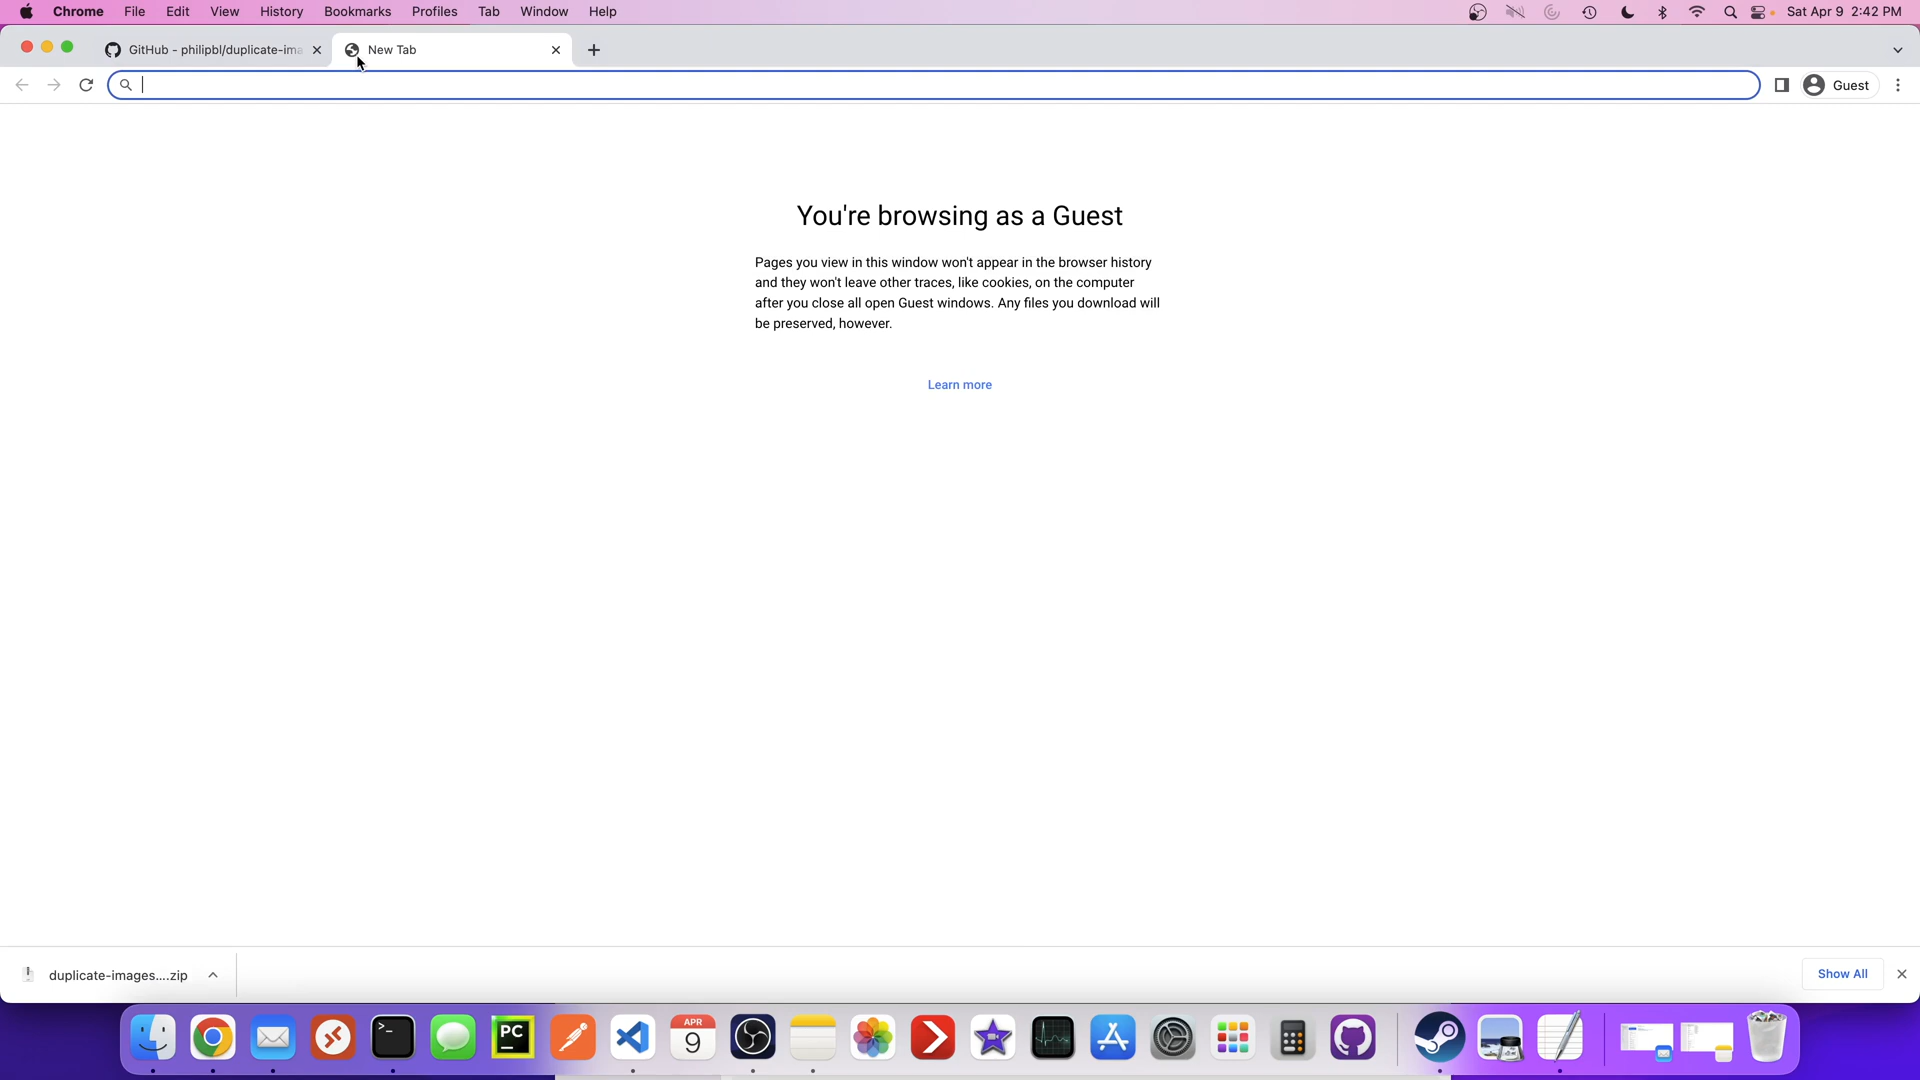 Chrome File Edit View History Bookmarks Profiles Tab Window Help Sat Apr 9 2:42 PM
GitHub - philipbl/duplicate-ima New Tab
Guest
You're browsing as a Guest
Pages you view in this window won't appear in the browser history
and they won't leave other traces, like cookies, on the computer
after you close all open Guest windows. Any files you download will
be preserved, however.
Learn more
duplicate-images....zip Show All
>_ PC APR
9